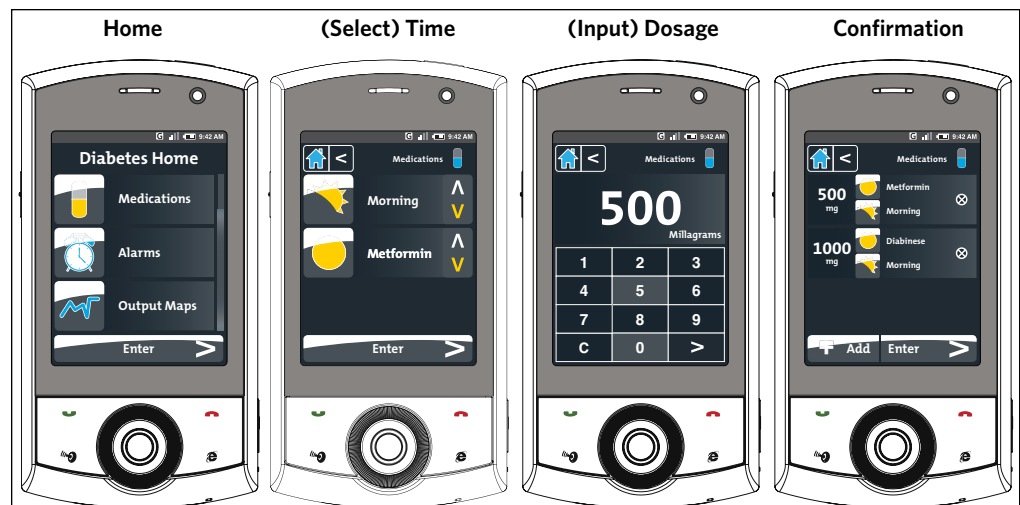 Home
G 9:42 AM
Diabetes Home
Medications
Alarms
Output Maps
Enter >
(Select) Time
G 9:42 AM
< Medications
Morning
Metformin
Enter >
(Input) Dosage
G 9:42 AM
< Medications
500
Millagrams
1 2 3
4 5 6
7 8 9
C 0 >
Confirmation
G 9:42 AM
< Medications
500 mg
Metformin
Morning
1000 mg
Diabinese
Morning
Add Enter >